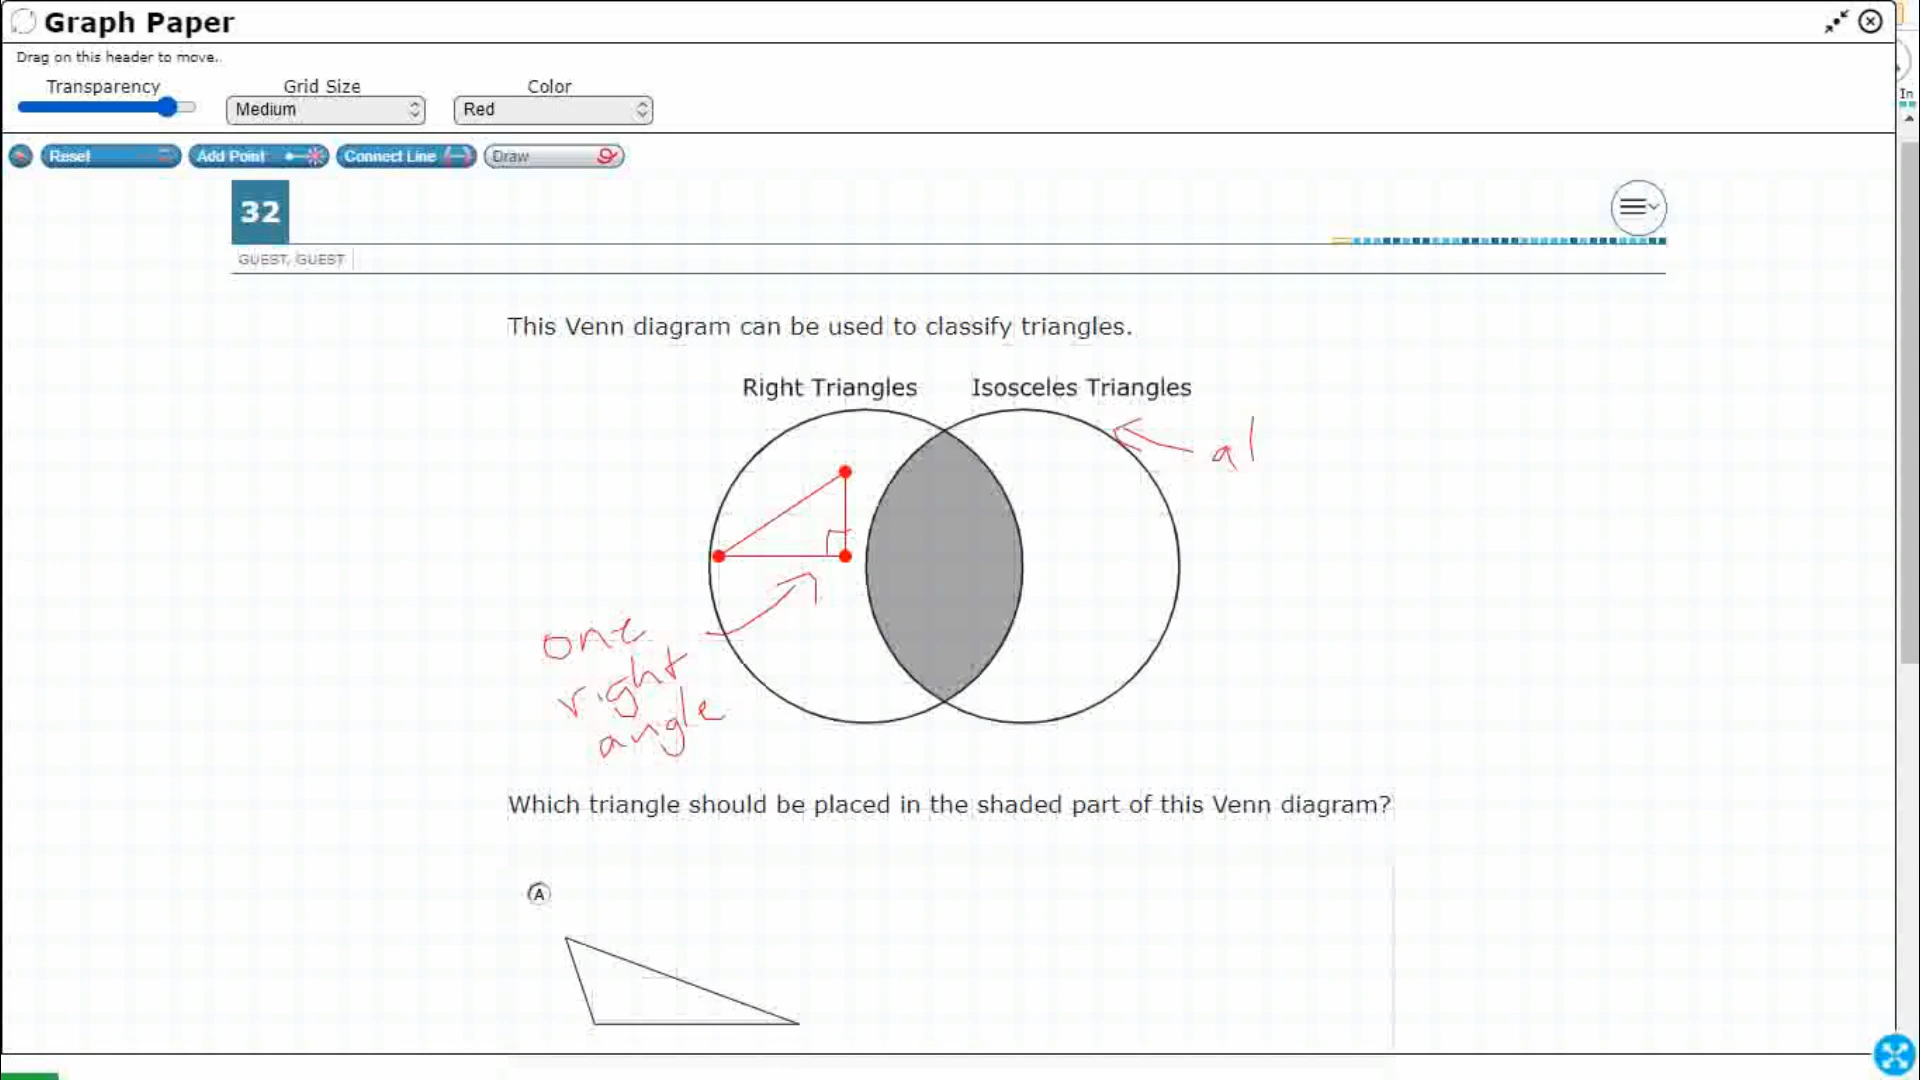 Graph Paper
Drag on this header to move..
Transparency
Grid Size
Color
Medium
Red
Reset
Add Point
Connect Line
Draw
In
32
GUEST, GUEST
This Venn diagram can be used to classify triangles.
Right Triangles
Isosceles Triangles
al
one
right
angle
Which triangle should be placed in the shaded part of this Venn diagram?
A